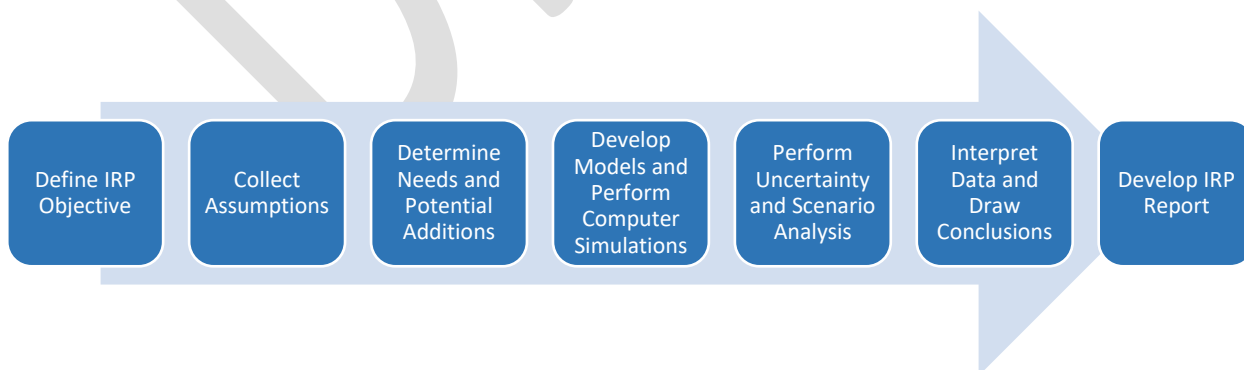 Define IRP
Objective
Collect
Assumptions
Determine
Needs and
Potential
Additions
Develop
Models and
Perform
Computer
Simulations
Perform
Uncertainty
and Scenario
Analysis
Interpret
Data and
Draw
Conclusions
Develop IRP
Report